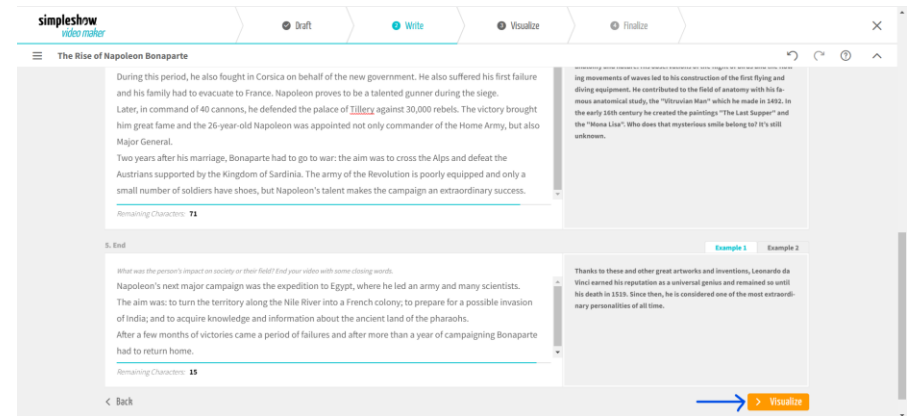 simpleshow
video maker
Draft
2 Write
3 Visualize
4 Finalize
The Rise of Napoleon Bonaparte
During this period, he also fought in Corsica on behalf of the new government. He also suffered his first failure
and his family had to evacuate to France. Napoleon proves to be a talented gunner during the siege.
Later, in command of 40 cannons, he defended the palace of Tillery against 30,000 rebels. The victory brought
him great fame and the 26-year-old Napoleon was appointed not only commander of the Home Army, but also
Major General.
Two years after his marriage, Bonaparte had to go to war: the aim was to cross the Alps and defeat the
Austrians supported by the Kingdom of Sardinia. The army of the Revolution is poorly equipped and only a
small number of soldiers have shoes, but Napoleon's talent makes the campaign an extraordinary success.
Remaining Characters: 71
ing movements of waves led to his construction of the first flying and
diving equipment. He contributed to the field of anatomy with his fa-
mous anatomical study, the "Vitruvian Man" which he made in 1492. In
the early 16th century he created the paintings "The Last Supper" and
the "Mona Lisa". Who does that mysterious smile belong to? It's still
unknown.
5. End
Example 1
Example 2
What was the person's impact on society or their field? End your video with some closing words.
Napoleon's next major campaign was the expedition to Egypt, where he led an army and many scientists.
The aim was: to turn the territory along the Nile River into a French colony; to prepare for a possible invasion
of India; and to acquire knowledge and information about the ancient land of the pharaohs.
After a few months of victories came a period of failures and after more than a year of campaigning Bonaparte
had to return home.
Remaining Characters: 15
Thanks to these and other great artworks and inventions, Leonardo da
Vinci earned his reputation as a universal genius and remained so until
his death in 1519. Since then, he is considered one of the most extraordi-
nary personalities of all time.
< Back
> Visualize